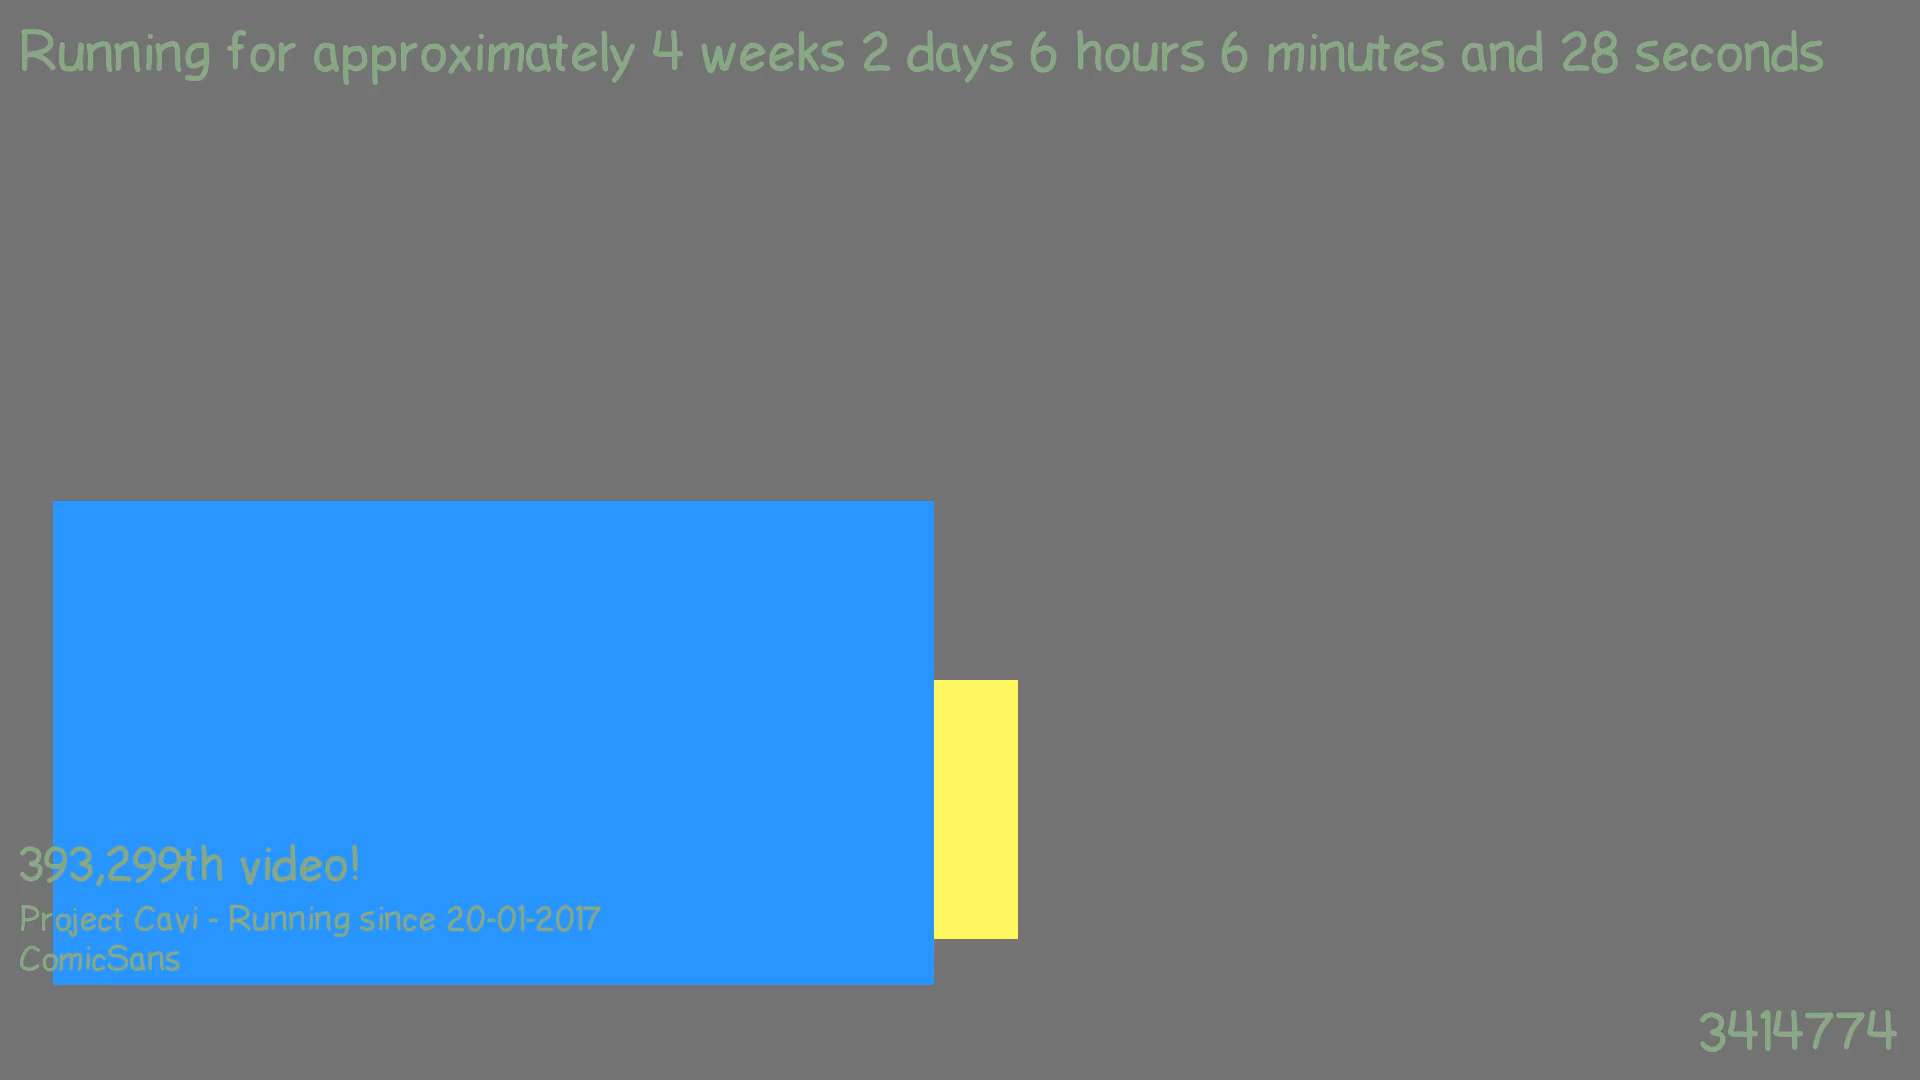 Running for approximately 4 weeks 2 days 6 hours 6 minutes and 28 seconds
393,299th video!
Project Cavi - Running since 20-01-2017
ComicSans
3414774